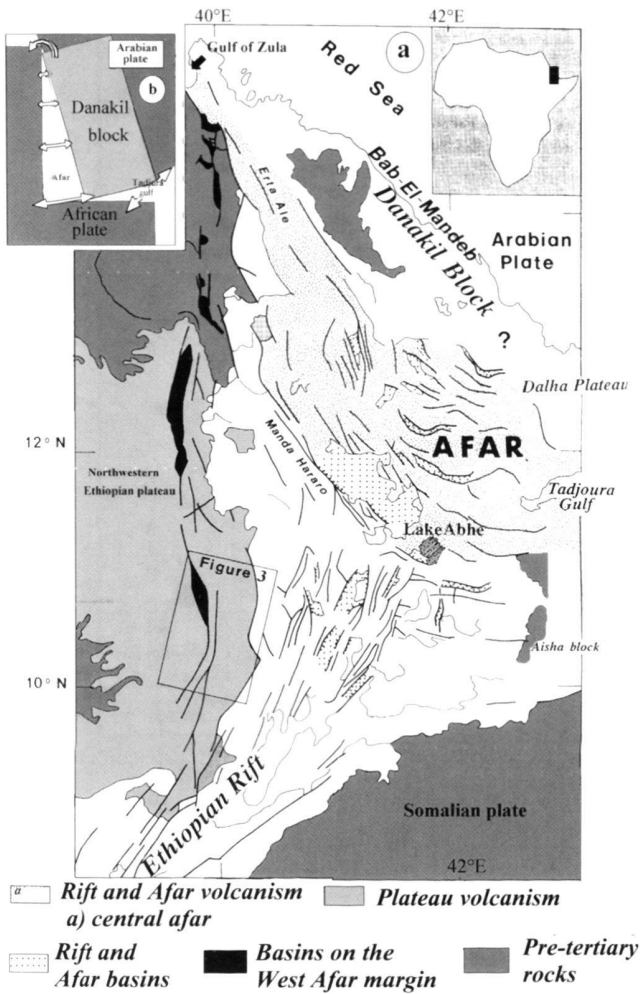 40°E
42°E
Gulf of Zula
a
Red Sea
Arabian
plate
b
Danakil
block
Afar
Tadjura
gulf
African
plate
Erta Ale
Bab-El-Mandeb
Danakil Block
Arabian
Plate
?
Dalha Plateau
12° N
Manda Hararo
AFAR
Northwestern
Ethiopian plateau
Tadjoura
Gulf
LakeAbhe
Figure 3
Aisha block
10° N
Ethiopian Rift
Somalian plate
42°E
a
Rift and Afar volcanism
a) central afar
Plateau volcanism
Rift and
Afar basins
Basins on the
West Afar margin
Pre-tertiary
rocks